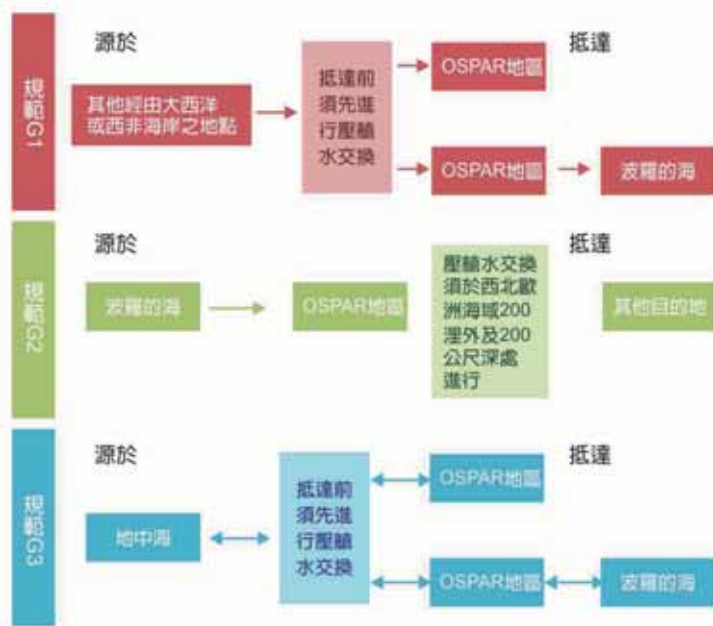 規範G1
源於
抵達
其他經由大西洋
或西非海岸之地點
抵達前
須先進
行壓艙
水交換
OSPAR地區
OSPAR地區
波羅的海
規範G2
源於
抵達
波羅的海
OSPAR地區
壓艙水交換
須於西北歐
洲海域200
浬外及200
公尺深處
進行
其他目的地
規範G3
源於
抵達
地中海
抵達前
須先進
行壓艙
水交換
OSPAR地區
OSPAR地區
波羅的海